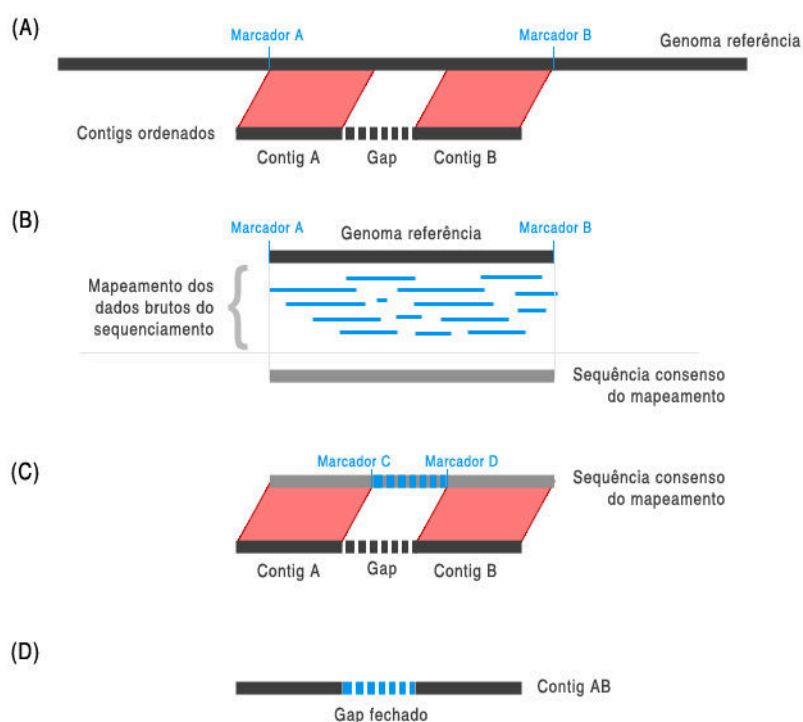 (A)
Marcador A
Marcador B
Genoma referência
Contigs ordenados
Contig A
Gap
Contig B
(B)
Marcador A
Marcador B
Genoma referência
Mapeamento dos
dados brutos do
sequenciamento
Sequência consenso
do mapeamento
(C)
Marcador C
Marcador D
Sequência consenso
do mapeamento
Contig A
Gap
Contig B
(D)
Contig AB
Gap fechado